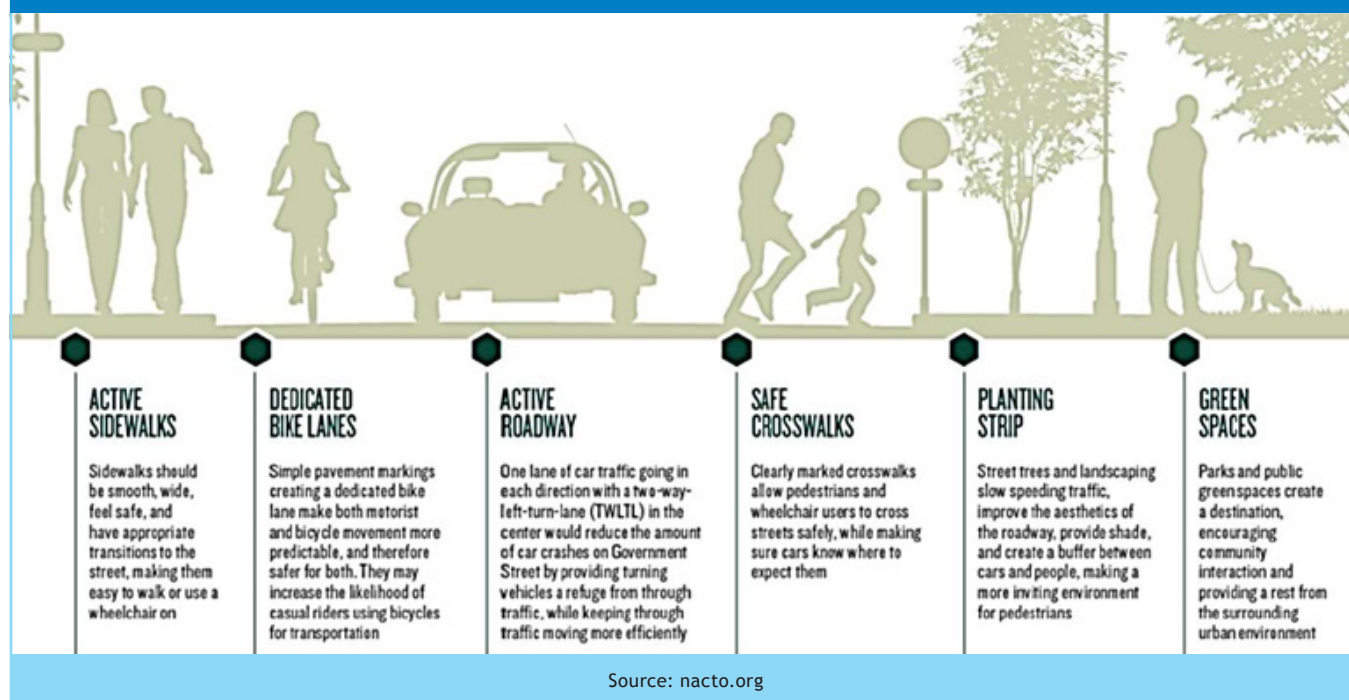 ACTIVE
SIDEWALKS
Sidewalks should
be smooth, wide,
feel safe, and
have appropriate
transitions to the
street, making them
easy to walk or use a
wheelchair on
DEDICATED
BIKE LANES
Simple pavement markings
creating a dedicated bike
lane make both motorist
and bicycle movement more
predictable, and therefore
safer for both. They may
increase the likelihood of
casual riders using bicycles
for transportation
ACTIVE
ROADWAY
One lane of car traffic going in
each direction with a two-way-
left-turn-lane (TWLTL) in the
center would reduce the amount
of car crashes on Government
Street by providing turning
vehicles a refuge from through
traffic, while keeping through
traffic moving more efficiently
SAFE
CROSSWALKS
Clearly marked crosswalks
allow pedestrians and
wheelchair users to cross
streets safely, while making
sure cars know where to
expect them
PLANTING
STRIP
Street trees and landscaping
slow speeding traffic,
improve the aesthetics of
the roadway, provide shade,
and create a buffer between
cars and people, making a
more inviting environment
for pedestrians
GREEN
SPACES
Parks and public
green spaces create
a destination,
encouraging
community
interaction and
providing a rest from
the surrounding
urban environment
Source: nacto.org